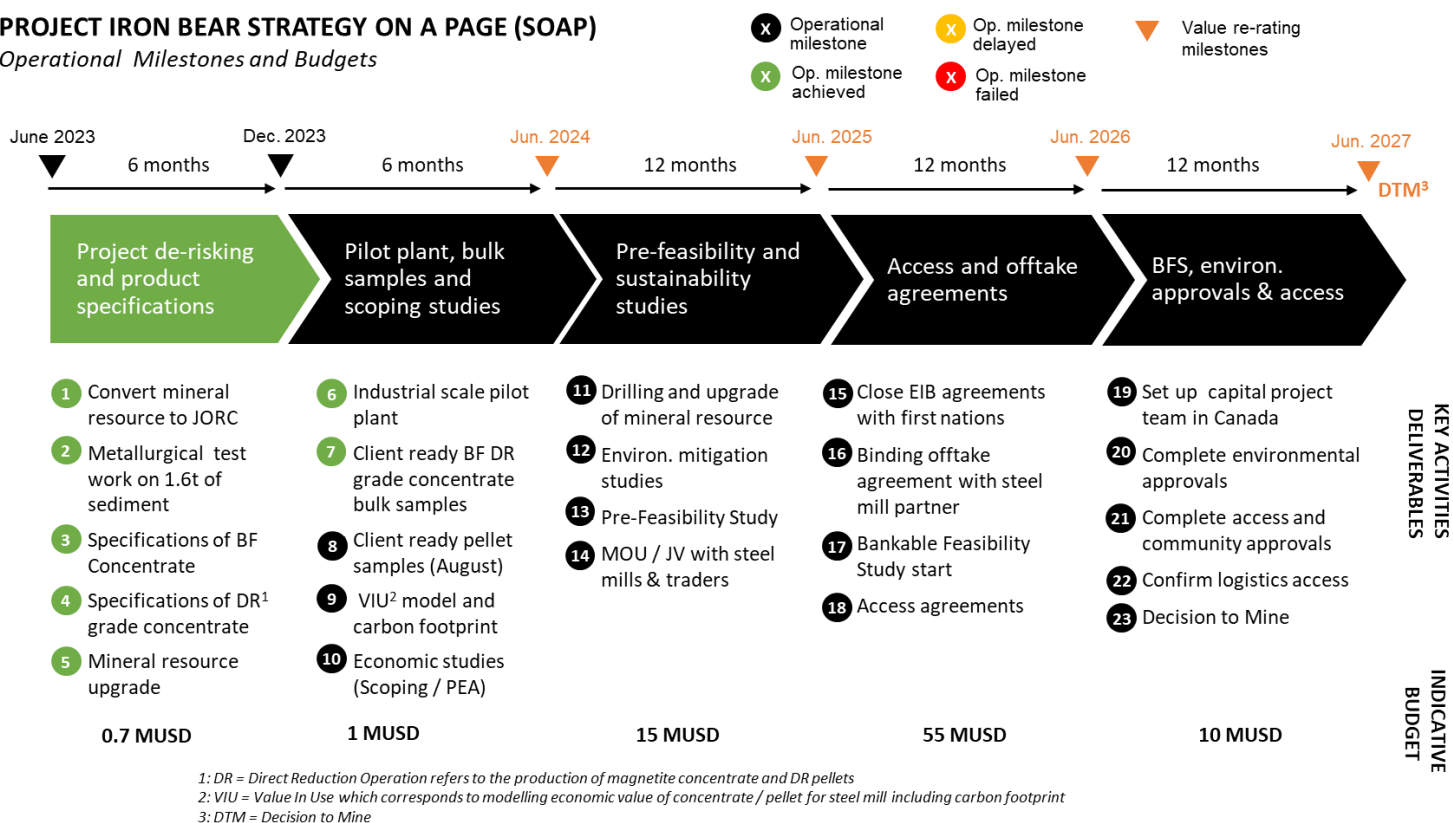 PROJECT IRON BEAR STRATEGY ON A PAGE (SOAP)
Operational Milestones and Budgets
X Operational
milestone
X Op. milestone
delayed
Value re-rating
milestones
X Op. milestone
achieved
X Op. milestone
failed
June 2023
Dec. 2023
Jun. 2024
Jun. 2025
Jun. 2026
Jun. 2027
6 months
6 months
12 months
12 months
12 months
DTM3
Project de-risking
and product
specifications
Pilot plant, bulk
samples and
scoping studies
Pre-feasibility and
sustainability
studies
Access and offtake
agreements
BFS, environ.
approvals & access
1 Convert mineral
resource to JORC
2 Metallurgical test
work on 1.6t of
sediment
3 Specifications of BF
Concentrate
4 Specifications of DR1
grade concentrate
5 Mineral resource
upgrade
6 Industrial scale pilot
plant
7 Client ready BF DR
grade concentrate
bulk samples
8 Client ready pellet
samples (August)
9 VIU2 model and
carbon footprint
10 Economic studies
(Scoping / PEA)
11 Drilling and upgrade
of mineral resource
12 Environ. mitigation
studies
13 Pre-Feasibility Study
14 MOU / JV with steel
mills & traders
15 Close EIB agreements
with first nations
16 Binding offtake
agreement with steel
mill partner
17 Bankable Feasibility
Study start
18 Access agreements
19 Set up capital project
team in Canada
20 Complete environmental
approvals
21 Complete access and
community approvals
22 Confirm logistics access
23 Decision to Mine
KEY ACTIVITIES
DELIVERABLES
0.7 MUSD
1 MUSD
15 MUSD
55 MUSD
10 MUSD
INDICATIVE
BUDGET
1: DR = Direct Reduction Operation refers to the production of magnetite concentrate and DR pellets
2: VIU = Value In Use which corresponds to modelling economic value of concentrate / pellet for steel mill including carbon footprint
3: DTM = Decision to Mine